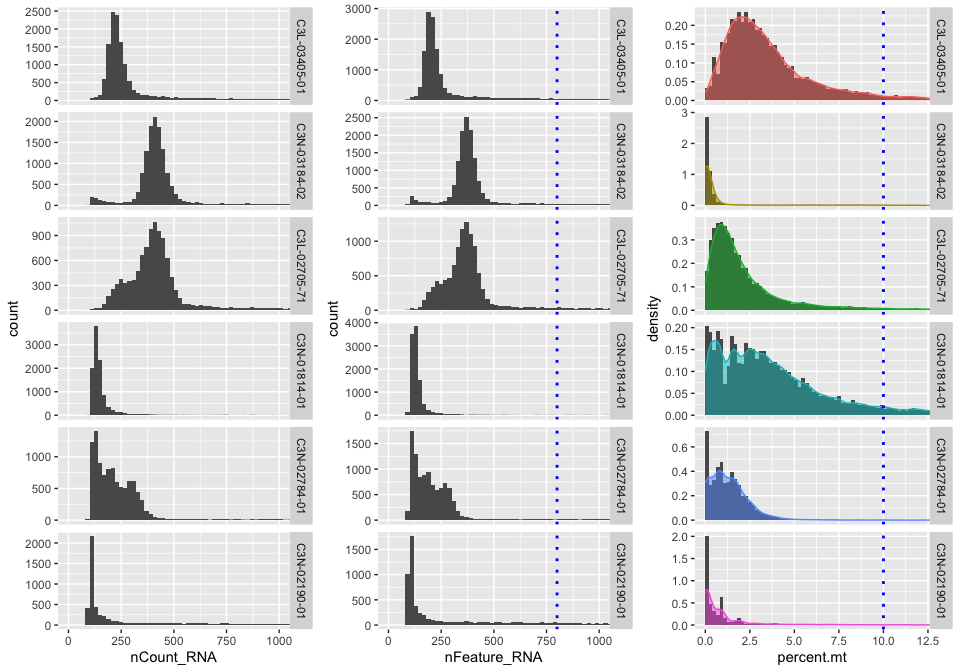 count
2500
2000
1500
1000
500
0
C3L-03405-01
2000
1500
1000
500
0
C3N-03184-02
900
600
300
0
C3L-02705-71
3000
2000
1000
0
C3N-01814-01
1000
500
0
C3N-02784-01
2000
1500
1000
500
0
C3N-02190-01
0 250 500 750 1000
nCount_RNA
count
3000
2000
1000
0
C3L-03405-01
2500
2000
1500
1000
500
0
C3N-03184-02
1000
500
0
C3L-02705-71
4000
3000
2000
1000
0
C3N-01814-01
1500
1000
500
0
C3N-02784-01
1500
1000
500
0
C3N-02190-01
0 250 500 750 1000
nFeature_RNA
density
0.20
0.15
0.10
0.05
0.00
C3L-03405-01
3
2
1
0
C3N-03184-02
0.3
0.2
0.1
0.0
C3L-02705-71
0.20
0.15
0.10
0.05
0.00
C3N-01814-01
0.6
0.4
0.2
0.0
C3N-02784-01
2.0
1.5
1.0
0.5
0.0
C3N-02190-01
0.0 2.5 5.0 7.5 10.0 12.5
percent.mt